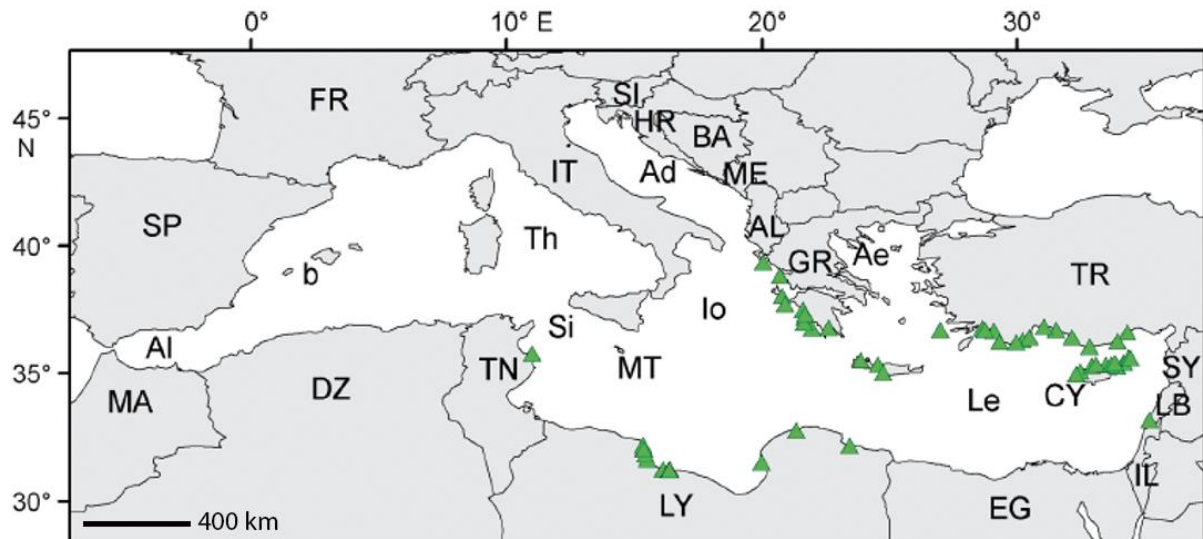 0° 10° E 20° 30°
45°
N
40°
35°
30°
FR
SI
HR
BA
IT
Ad
ME
SP
Th
AL
GR
Ae
TR
b
Io
Si
Al
TN
MT
SY
MA
DZ
Le
CY
LB
IL
LY
EG
400 km